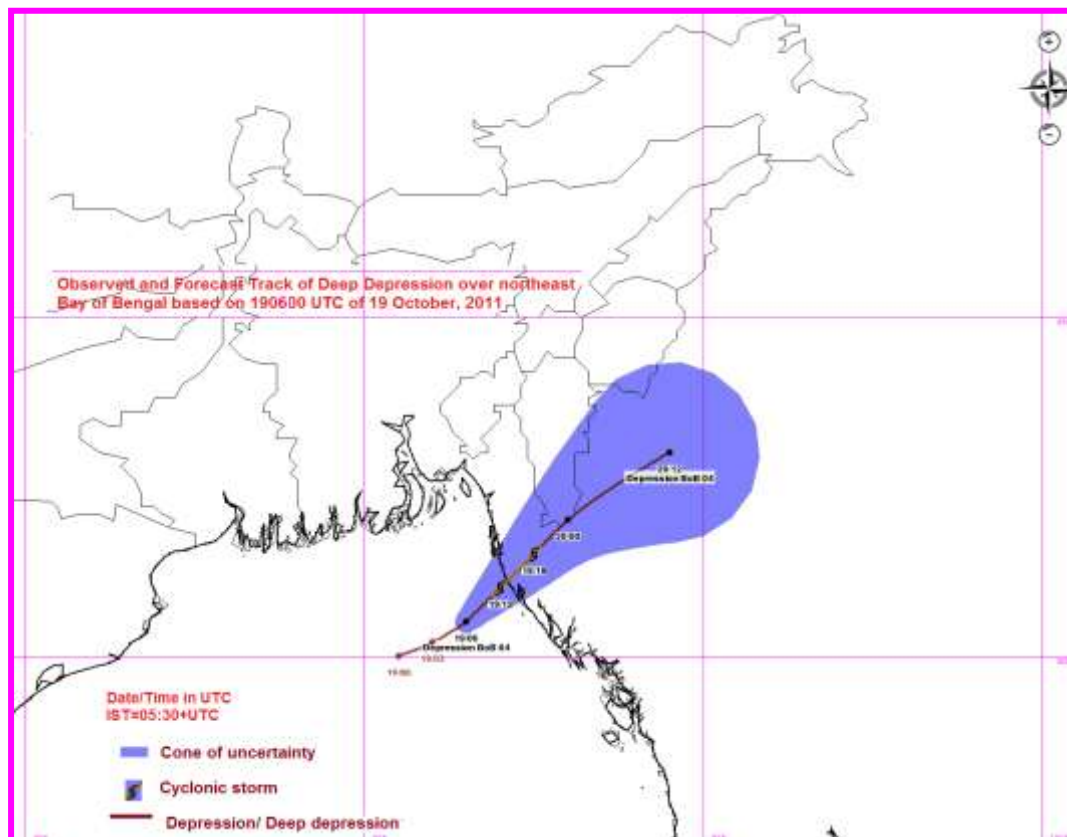 Observed and Forecast Track of Deep Depression over northeast
Bay of Bengal based on 190600 UTC of 19 October, 2011
20:12
Depression BoB 04
20:00
19:18
19:12
19:06
Depression BoB 04
19:03
19:00
Date/Time in UTC
IST=05:30+UTC
Cone of uncertainty
Cyclonic storm
Depression/ Deep depression